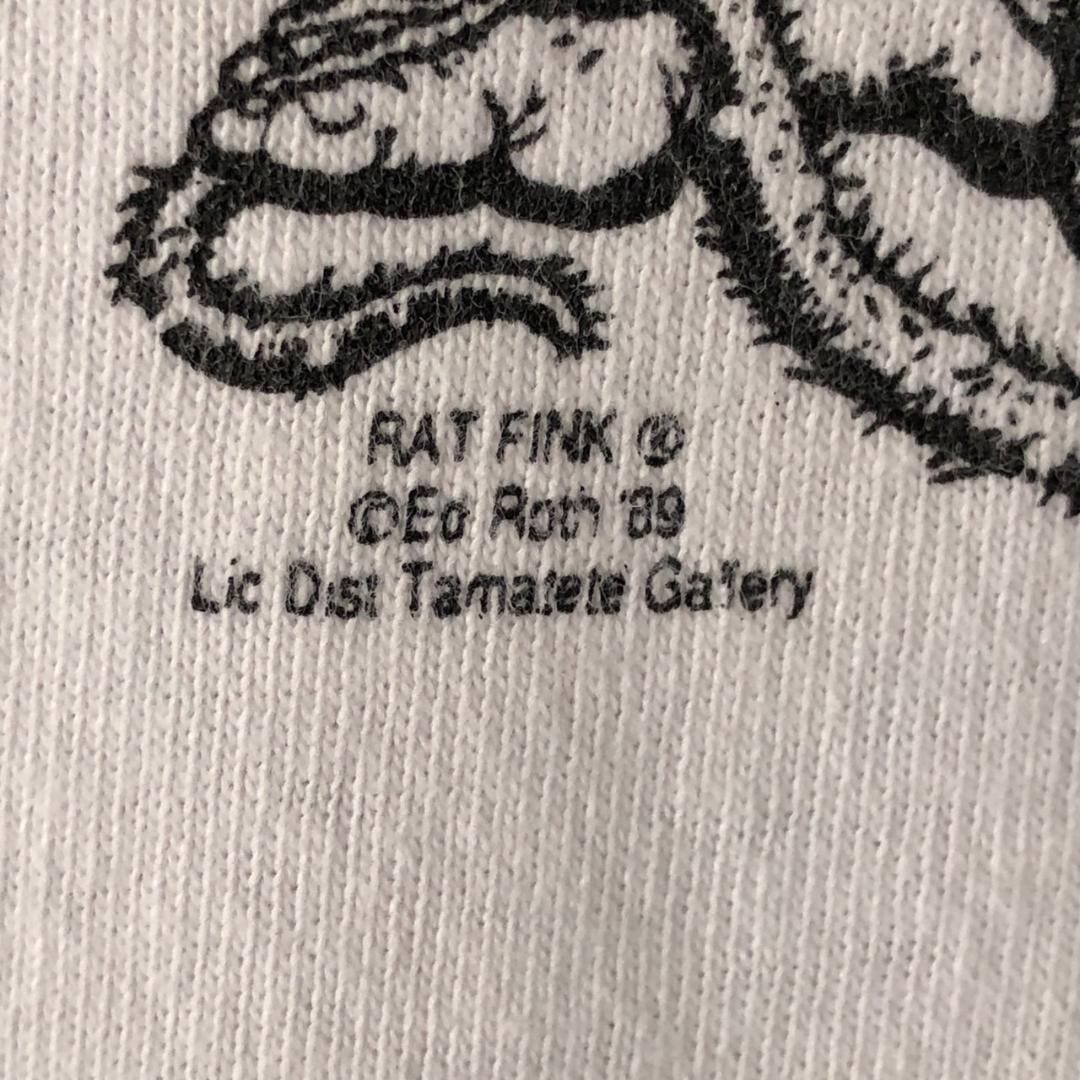 RAT FINK ®
©Ed Roth '89
Lic Dist Tamatete Gallery